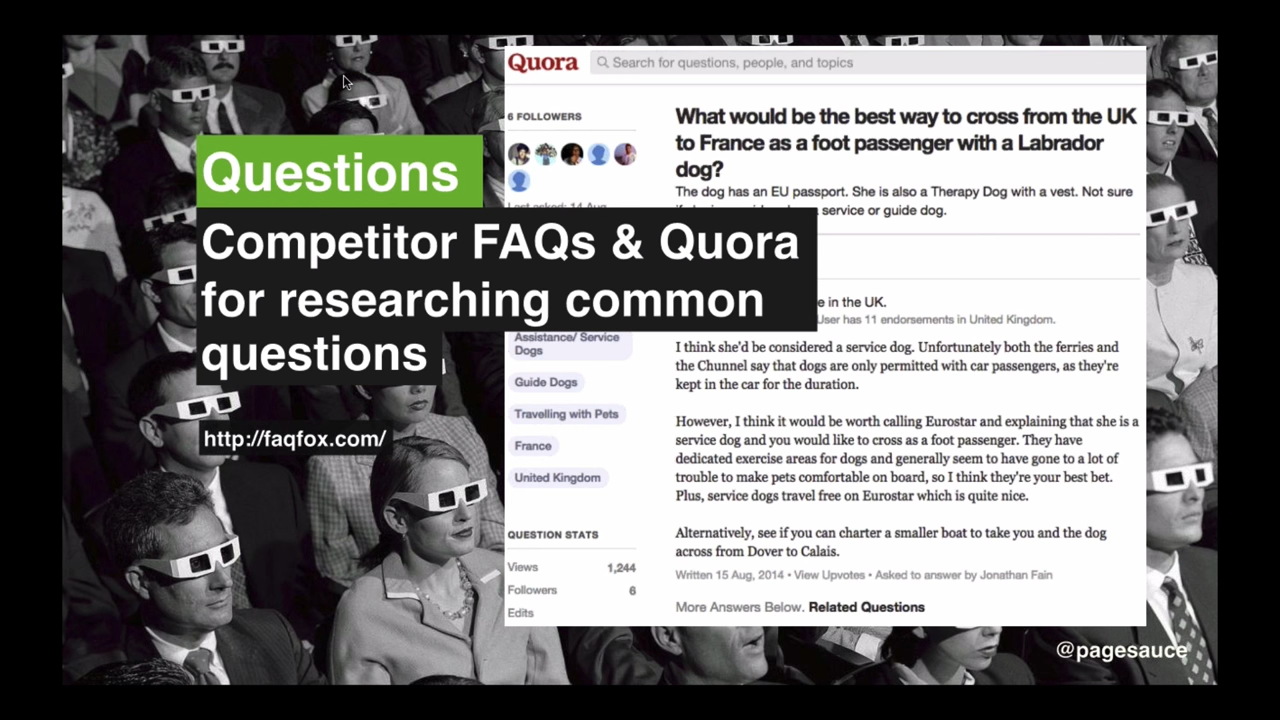 Questions
Competitor FAQs & Quora
for researching common
questions
http://faqfox.com/
Quora
Search for questions, people, and topics
6 FOLLOWERS
Last asked: 14 Aug
What would be the best way to cross from the UK
to France as a foot passenger with a Labrador
dog?
The dog has an EU passport. She is also a Therapy Dog with a vest. Not sure
service or guide dog.
e in the UK.
User has 11 endorsements in United Kingdom.
Assistance/ Service
Dogs
Guide Dogs
Travelling with Pets
France
United Kingdom
QUESTION STATS
Views 1,244
Followers 6
Edits
I think she'd be considered a service dog. Unfortunately both the ferries and
the Chunnel say that dogs are only permitted with car passengers, as they're
kept in the car for the duration.
However, I think it would be worth calling Eurostar and explaining that she is a
service dog and you would like to cross as a foot passenger. They have
dedicated exercise areas for dogs and generally seem to have gone to a lot of
trouble to make pets comfortable on board, so I think they're your best bet.
Plus, service dogs travel free on Eurostar which is quite nice.
Alternatively, see if you can charter a smaller boat to take you and the dog
across from Dover to Calais.
Written 15 Aug, 2014 • View Upvotes • Asked to answer by Jonathan Fain
More Answers Below. Related Questions
@pagesauce